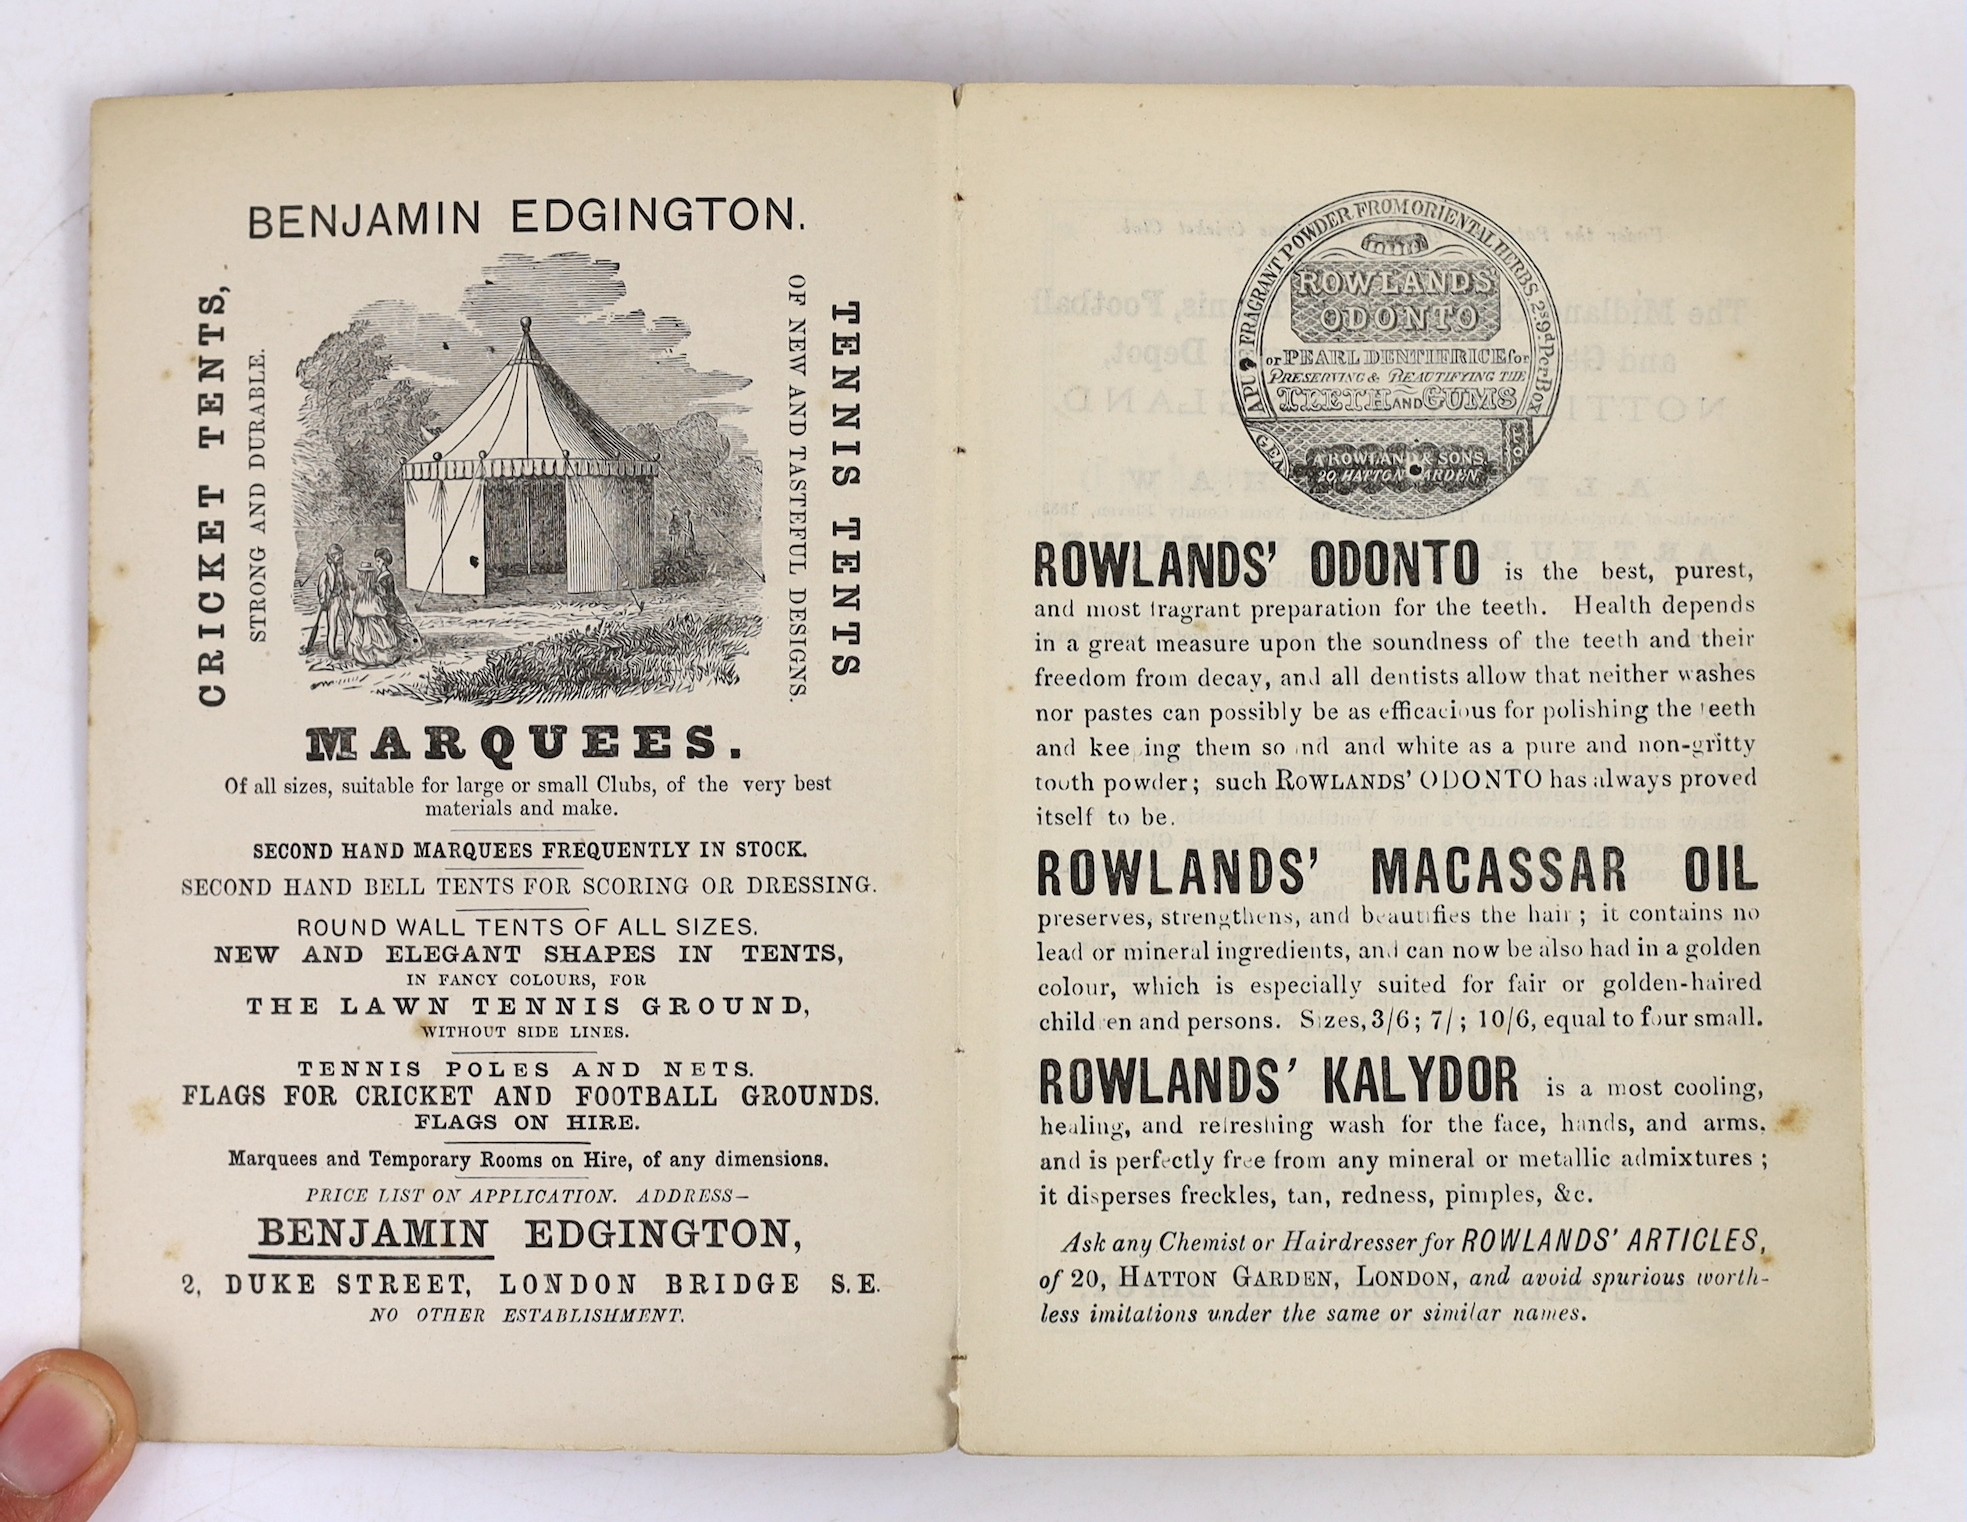 BENJAMIN EDGINGTON.
CRICKET TENTS,
STRONG AND DURABLE.
OF NEW AND TASTEFUL DESIGNS.
TENNIS TENTS
MARQUEES.
Of all sizes, suitable for large or small Clubs, of the very best
materials and make.
SECOND HAND MARQUEES FREQUENTLY IN STOCK.
SECOND HAND BELL TENTS FOR SCORING OR DRESSING.
ROUND WALL TENTS OF ALL SIZES.
NEW AND ELEGANT SHAPES IN TENTS,
IN FANCY COLOURS, FOR
THE LAWN TENNIS GROUND,
WITHOUT SIDE LINES.
TENNIS POLES AND NETS.
FLAGS FOR CRICKET AND FOOTBALL GROUNDS.
FLAGS ON HIRE.
Marquees and Temporary Rooms on Hire, of any dimensions.
PRICE LIST ON APPLICATION. ADDRESS—
BENJAMIN EDGINGTON,
2, DUKE STREET, LONDON BRIDGE S.E.
NO OTHER ESTABLISHMENT.
A PURE FRAGRANT POWDER FROM ORIENTAL HERBS. 2s9d Per Box
ROWLANDS
ODONTO
or PEARL DENTIFRICE for
PRESERVING & BEAUTIFYING THE
TEETH AND GUMS
A ROWLAND & SONS,
20, HATTON GARDEN
ROWLANDS' ODONTO is the best, purest,
and most fragrant preparation for the teeth. Health depends
in a great measure upon the soundness of the teeth and their
freedom from decay, and all dentists allow that neither washes
nor pastes can possibly be as efficacious for polishing the teeth
and keeping them sound and white as a pure and non-gritty
tooth powder; such ROWLANDS' ODONTO has always proved
itself to be.
ROWLANDS' MACASSAR OIL
preserves, strengthens, and beautifies the hair; it contains no
lead or mineral ingredients, and can now be also had in a golden
colour, which is especially suited for fair or golden-haired
children and persons. Sizes, 3/6; 7/; 10/6, equal to four small.
ROWLANDS' KALYDOR is a most cooling,
healing, and refreshing wash for the face, hands, and arms.
and is perfectly free from any mineral or metallic admixtures;
it disperses freckles, tan, redness, pimples, &c.
Ask any Chemist or Hairdresser for ROWLANDS' ARTICLES,
of 20, HATTON GARDEN, LONDON, and avoid spurious worth-
less imitations under the same or similar names.